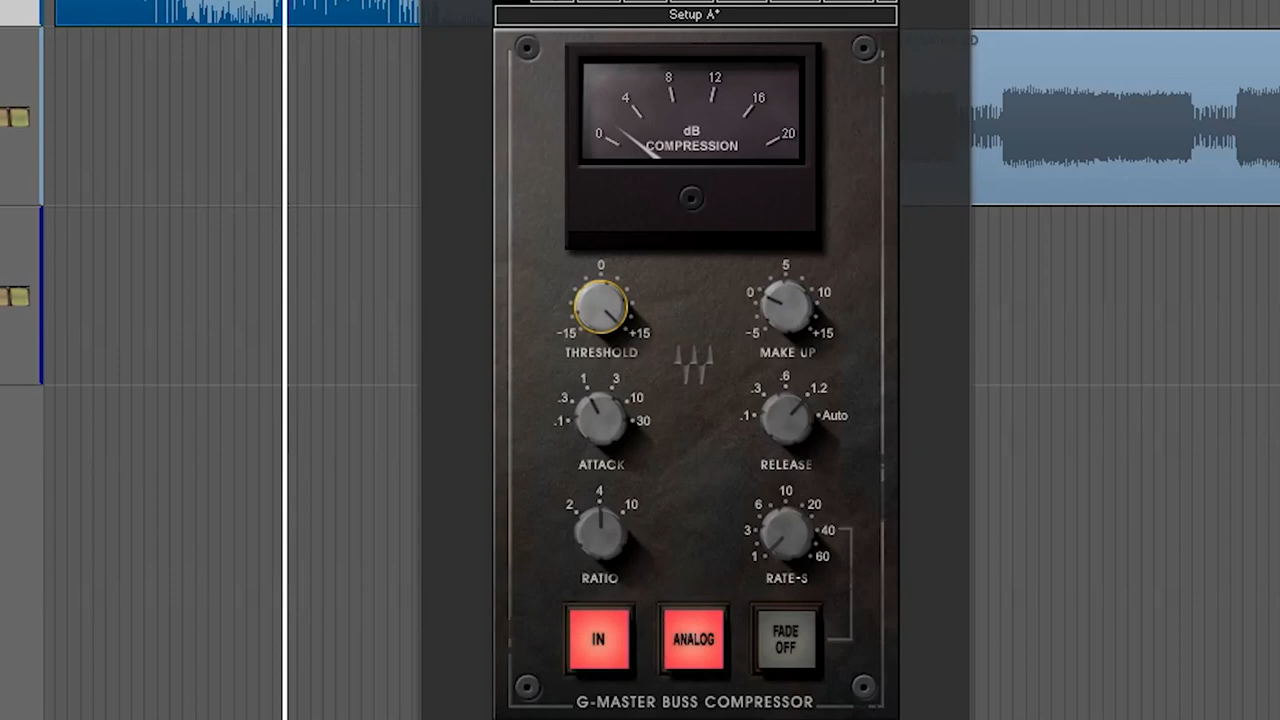 Setup A*
0 4 8 12 16 20
dB
COMPRESSION
-15 0 +15
THRESHOLD
-5 0 5 10 +15
MAKE UP
.1 .3 1 3 10 30
ATTACK
.1 .3 .6 1.2 Auto
RELEASE
2 4 10
RATIO
1 3 6 10 20 40 60
RATE-S
IN
ANALOG
FADE
OFF
G-MASTER BUSS COMPRESSOR